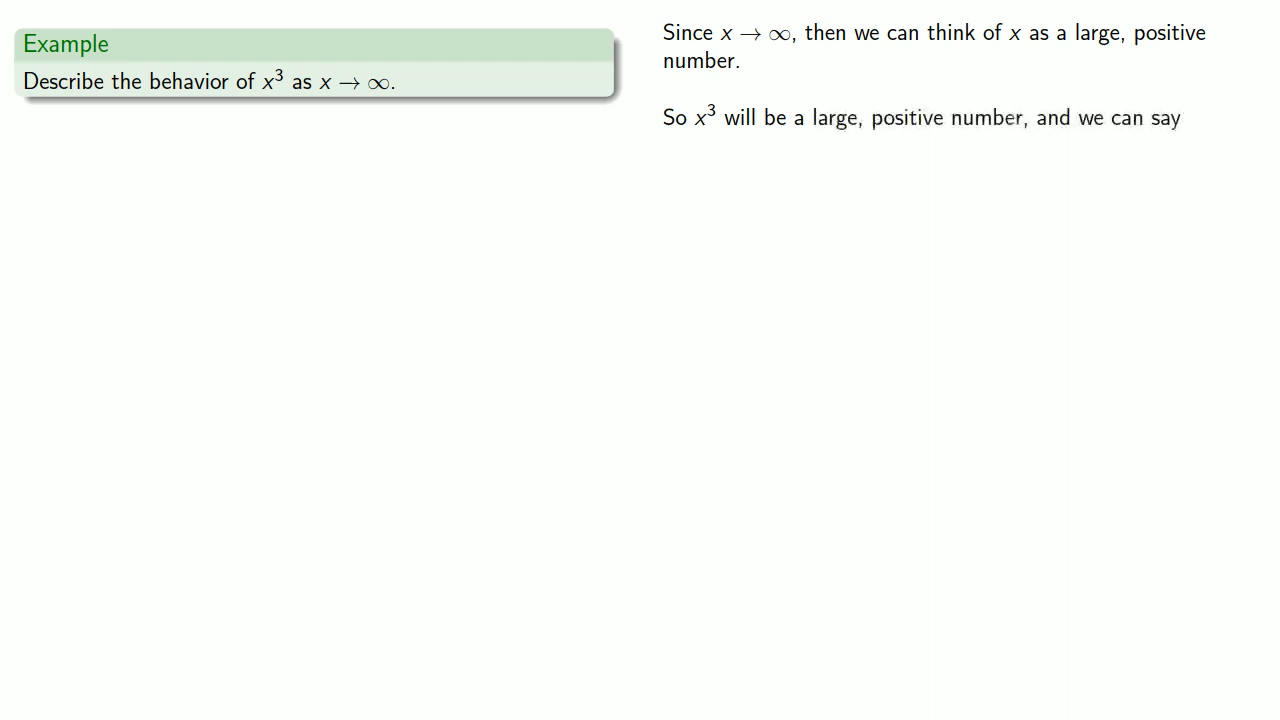 Example
Describe the behavior of x³ as x → ∞.
Since x → ∞, then we can think of x as a large, positive
number.
So x³ will be a large, positive number, and we can say